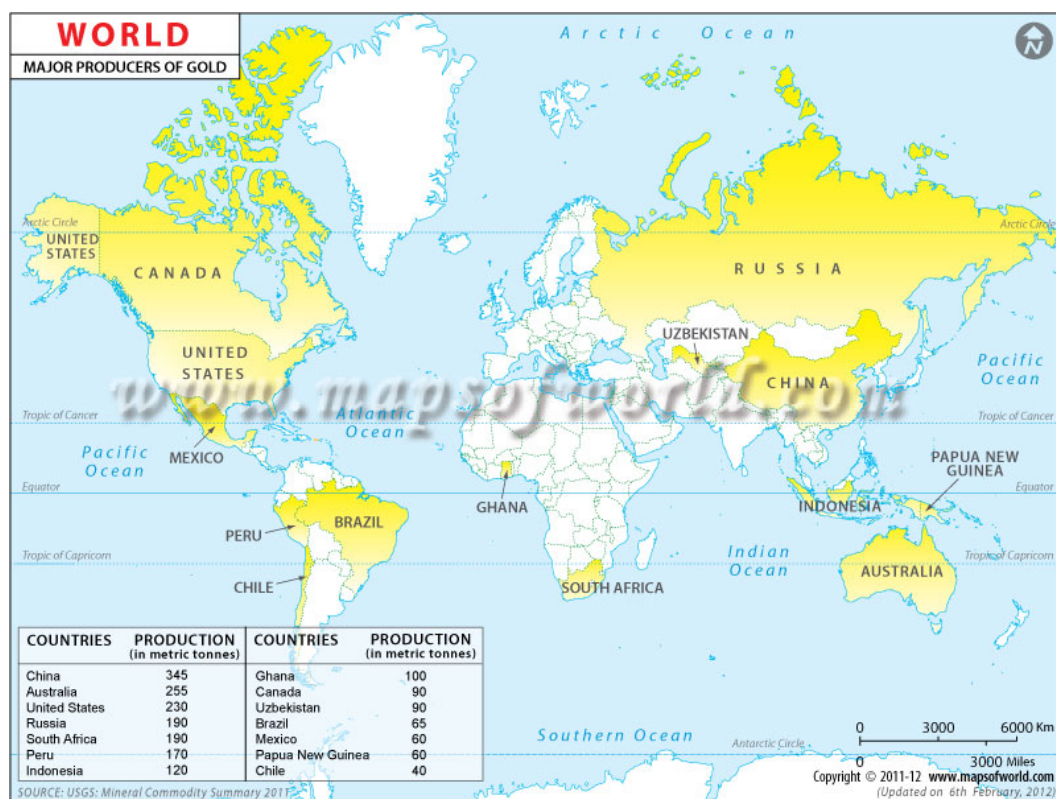 WORLD
MAJOR PRODUCERS OF GOLD
Arctic Ocean
N
Arctic Circle
Arctic Circle
UNITED
STATES
CANADA
RUSSIA
UNITED
STATES
UZBEKISTAN
CHINA
Pacific
Ocean
www.mapsofworld.com
Tropic of Cancer
Atlantic
Ocean
Tropic of Cancer
Pacific
Ocean
MEXICO
PAPUA NEW
GUINEA
Equator
GHANA
INDONESIA
Equator
PERU
BRAZIL
Tropic of Capricorn
Indian
Ocean
Tropic of Capricorn
CHILE
SOUTH AFRICA
AUSTRALIA
COUNTRIES PRODUCTION COUNTRIES PRODUCTION
(in metric tonnes) (in metric tonnes)
China 345 Ghana 100
Australia 255 Canada 90
United States 230 Uzbekistan 90
Russia 190 Brazil 65
South Africa 190 Mexico 60
Peru 170 Papua New Guinea 60
Indonesia 120 Chile 40
Southern Ocean
Antarctic Circle
0 3000 6000 Km
0 3000 Miles
Copyright © 2011-12 www.mapsofworld.com
(Updated on 6th February, 2012)
SOURCE: USGS: Mineral Commodity Summary 2011